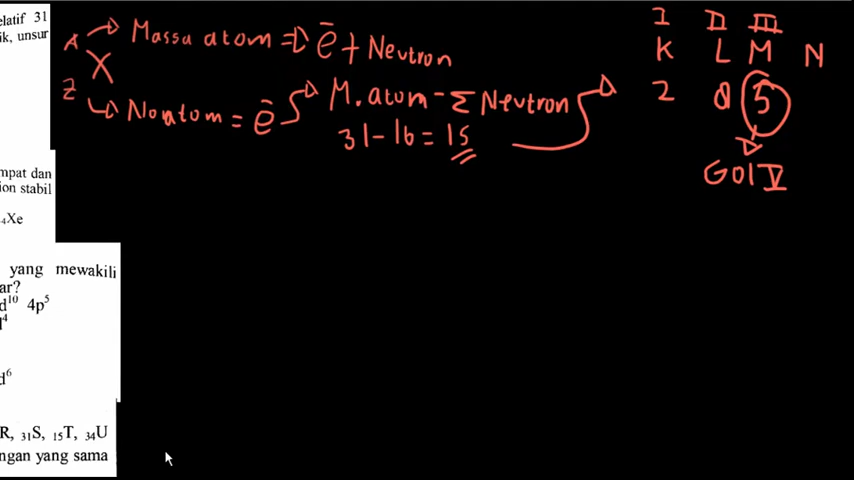 elatif 31
ik, unsur
A → Massa atom ⇒ ē + Neutron
X
Z → No atom = ē → M. atom - Σ Neutron
31 - 16 = 15
I II III
K L M N
2 8 5
Gol V
mpat dan
ion stabil
₄Xe
yang mewakili
ar?
d¹⁰ 4p⁵
l⁴
d⁶
R, ₃₁S, ₁₅T, ₃₄U
ngan yang sama